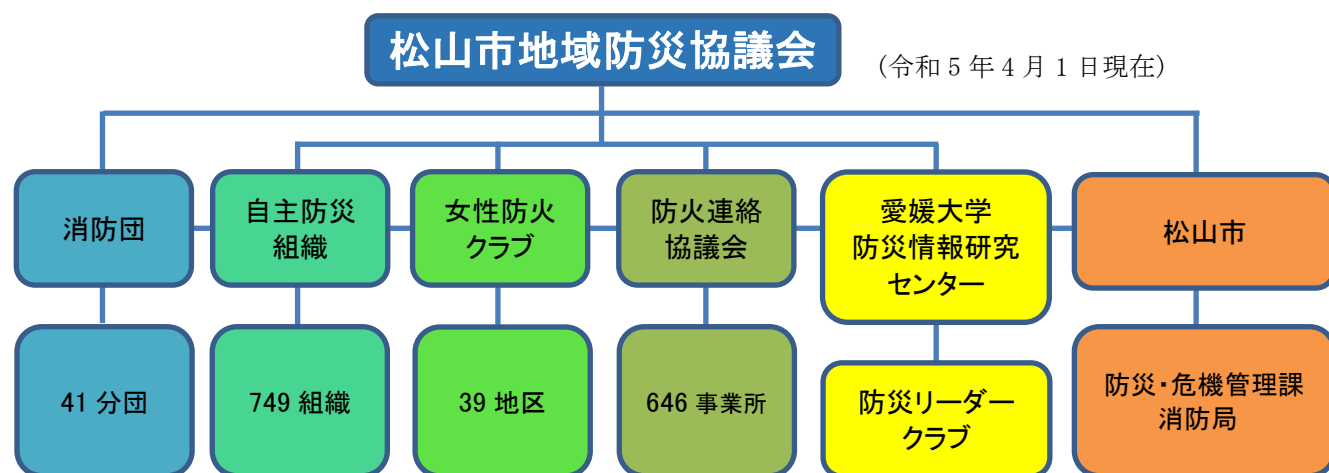 松山市地域防災協議会
(令和5年4月1日現在)
消防団
自主防災
組織
女性防火
クラブ
防火連絡
協議会
愛媛大学
防災情報研究
センター
松山市
41 分団
749 組織
39 地区
646 事業所
防災リーダー
クラブ
防災・危機管理課
消防局